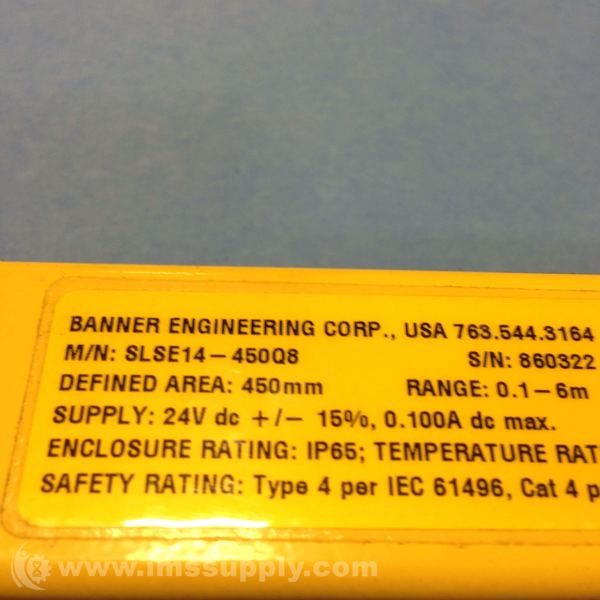 BANNER ENGINEERING CORP., USA 763.544.3164
M/N: SLSE14-450Q8 S/N: 860322
DEFINED AREA: 450mm RANGE: 0.1-6m
SUPPLY: 24V dc +/- 15%, 0.100A dc max.
ENCLOSURE RATING: IP65; TEMPERATURE RAT
SAFETY RATING: Type 4 per IEC 61496, Cat 4 p
www.imssupply.com